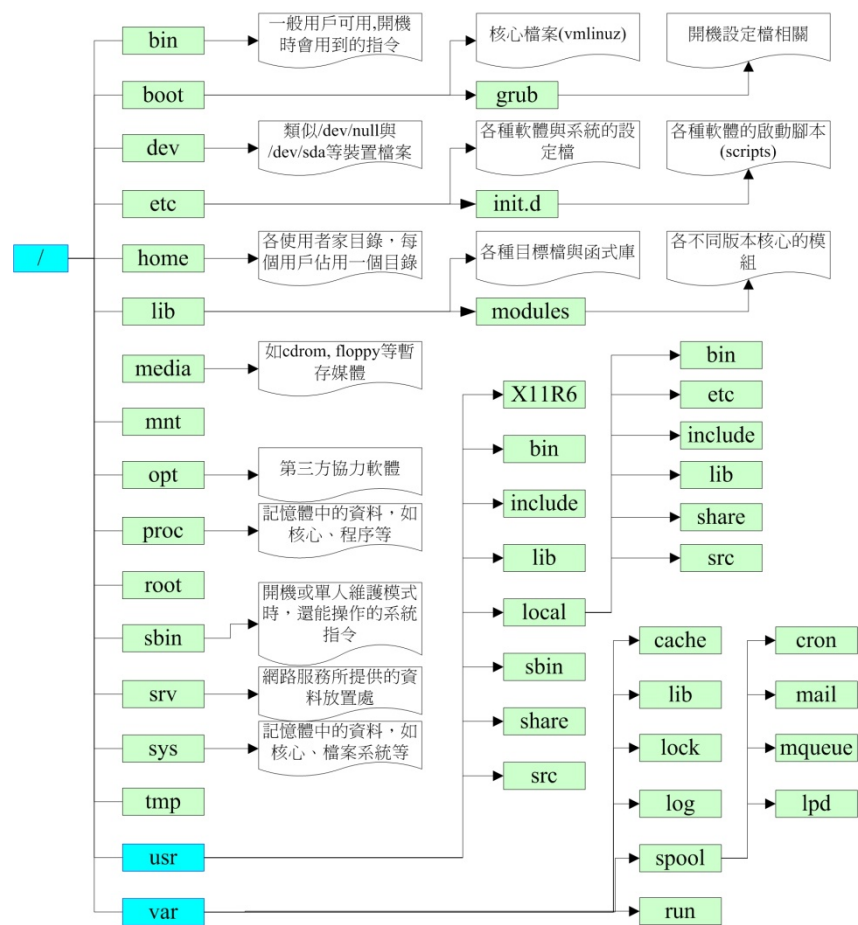 bin
一般用戶可用,開機
時會用到的指令
核心檔案(vmlinuz)
開機設定檔相關
boot
grub
dev
類似/dev/null與
/dev/sda等裝置檔案
各種軟體與系統的設
定檔
各種軟體的啟動腳本
(scripts)
etc
init.d
/
home
各使用者家目錄，每
個用戶佔用一個目錄
各種目標檔與函式庫
各不同版本核心的模
組
lib
modules
media
如cdrom, floppy等暫
存媒體
mnt
opt
第三方協力軟體
proc
記憶體中的資料，如
核心、程序等
root
sbin
開機或單人維護模式
時，還能操作的系統
指令
srv
網路服務所提供的資
料放置處
sys
記憶體中的資料，如
核心、檔案系統等
tmp
usr
var
X11R6
bin
include
lib
local
sbin
share
src
bin
etc
include
lib
share
src
cache
lib
lock
log
spool
run
cron
mail
mqueue
lpd